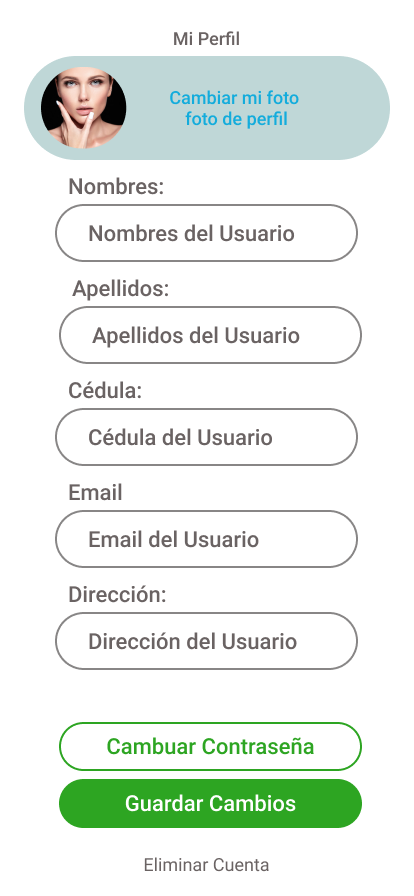 Mi Perfil
Cambiar mi foto
foto de perfil
Nombres:
Nombres del Usuario
Apellidos:
Apellidos del Usuario
Cédula:
Cédula del Usuario
Email
Email del Usuario
Dirección:
Dirección del Usuario
Cambuar Contraseña
Guardar Cambios
Eliminar Cuenta